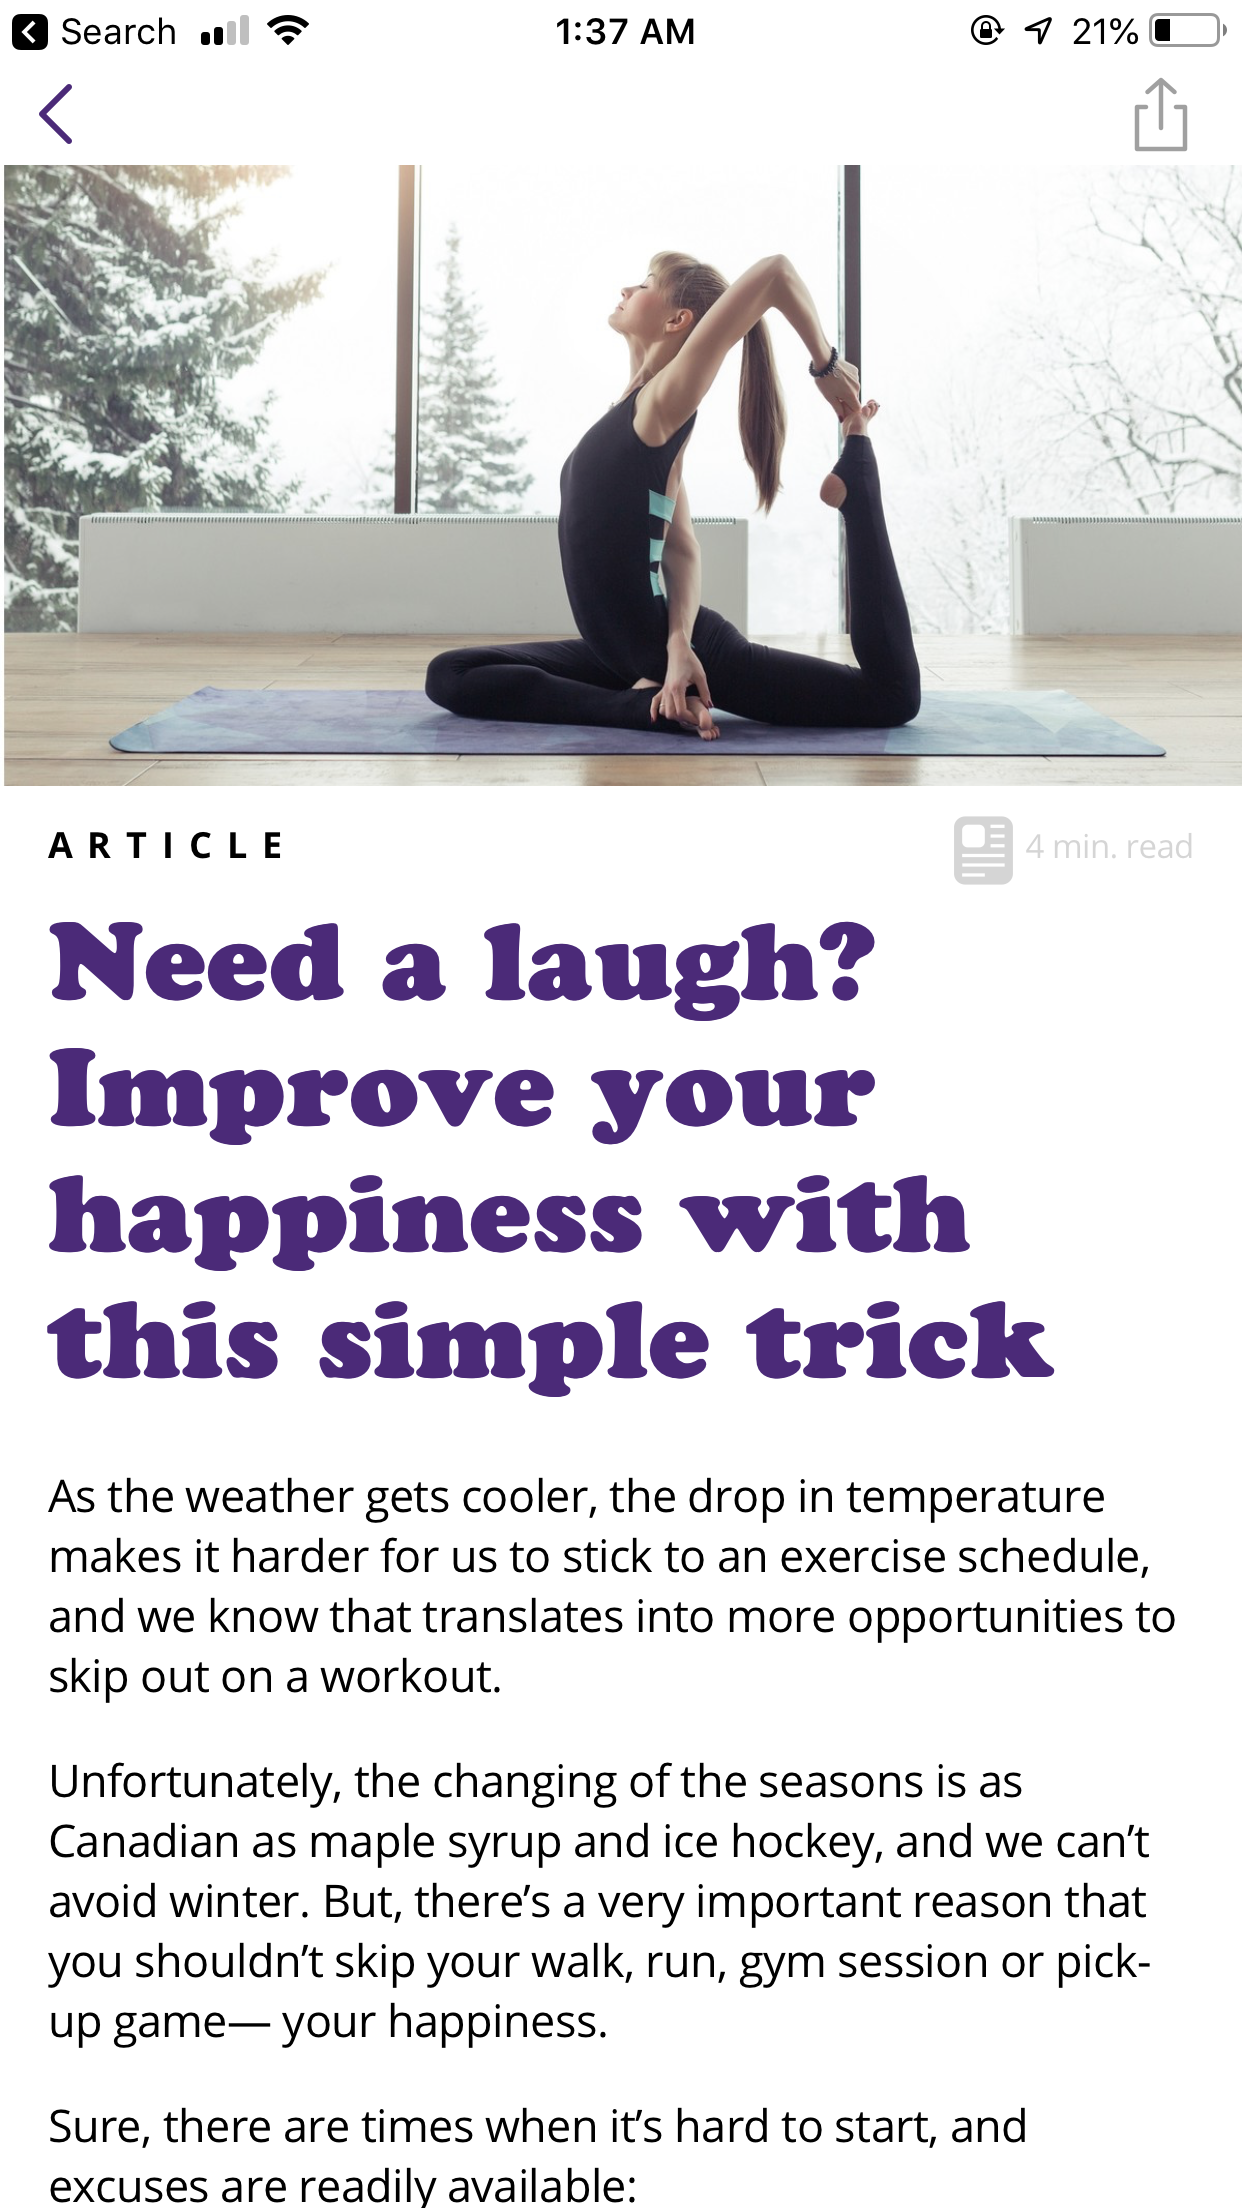 Search 1:37 AM 21%
ARTICLE 4 min. read
Need a laugh?
Improve your
happiness with
this simple trick
As the weather gets cooler, the drop in temperature
makes it harder for us to stick to an exercise schedule,
and we know that translates into more opportunities to
skip out on a workout.
Unfortunately, the changing of the seasons is as
Canadian as maple syrup and ice hockey, and we can’t
avoid winter. But, there’s a very important reason that
you shouldn’t skip your walk, run, gym session or pick-
up game— your happiness.
Sure, there are times when it’s hard to start, and
excuses are readily available: